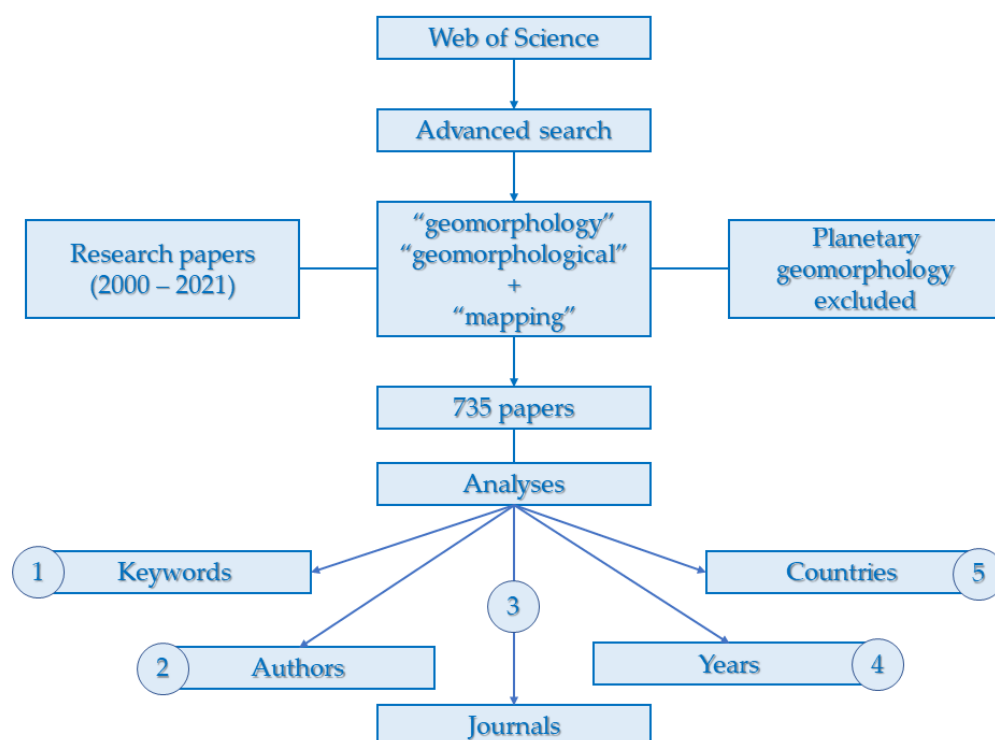 Web of Science
Advanced search
Research papers
(2000 – 2021)
“geomorphology”
“geomorphological”
+
“mapping”
Planetary
geomorphology
excluded
735 papers
Analyses
1 Keywords
Countries 5
3
2 Authors
Years 4
Journals